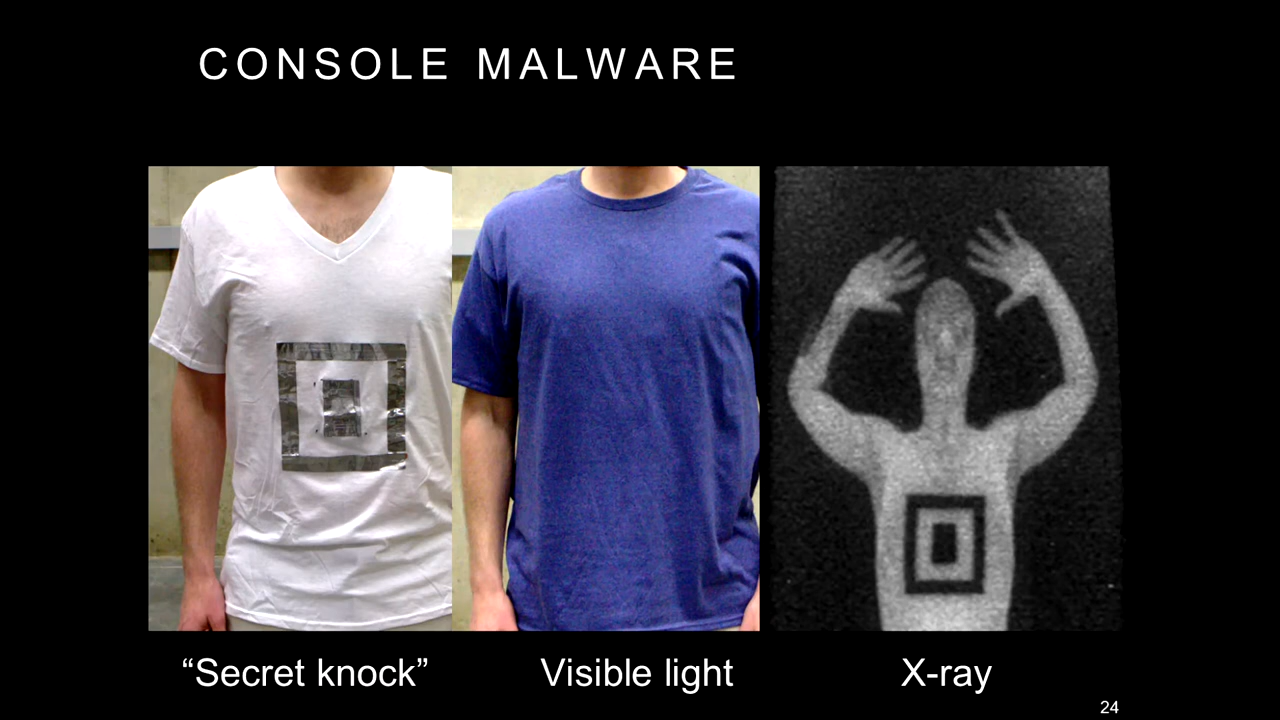 CONSOLE MALWARE
“Secret knock”
Visible light
X-ray
24